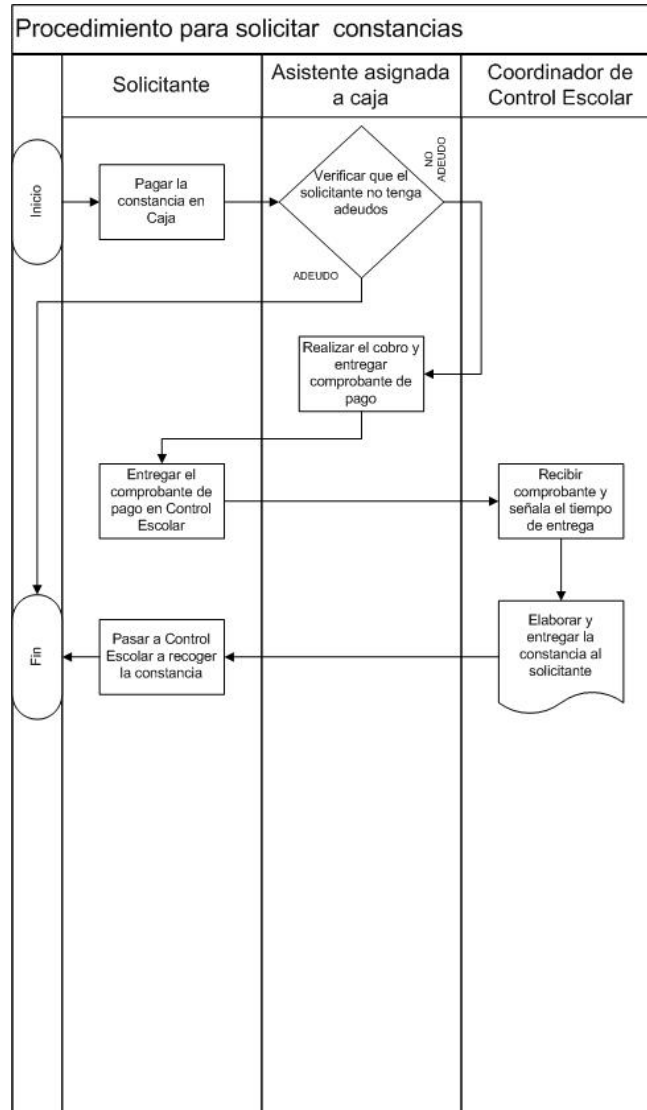 Procedimiento para solicitar constancias
Solicitante
Asistente asignada
a caja
Coordinador de
Control Escolar
Inicio
Pagar la
constancia en
Caja
Verificar que el
solicitante no tenga
adeudos
NO
ADEUDO
ADEUDO
Realizar el cobro y
entregar
comprobante de
pago
Entregar el
comprobante de
pago en Control
Escolar
Recibir
comprobante y
señala el tiempo
de entrega
Fin
Pasar a Control
Escolar a recoger
la constancia
Elaborar y
entregar la
constancia al
solicitante